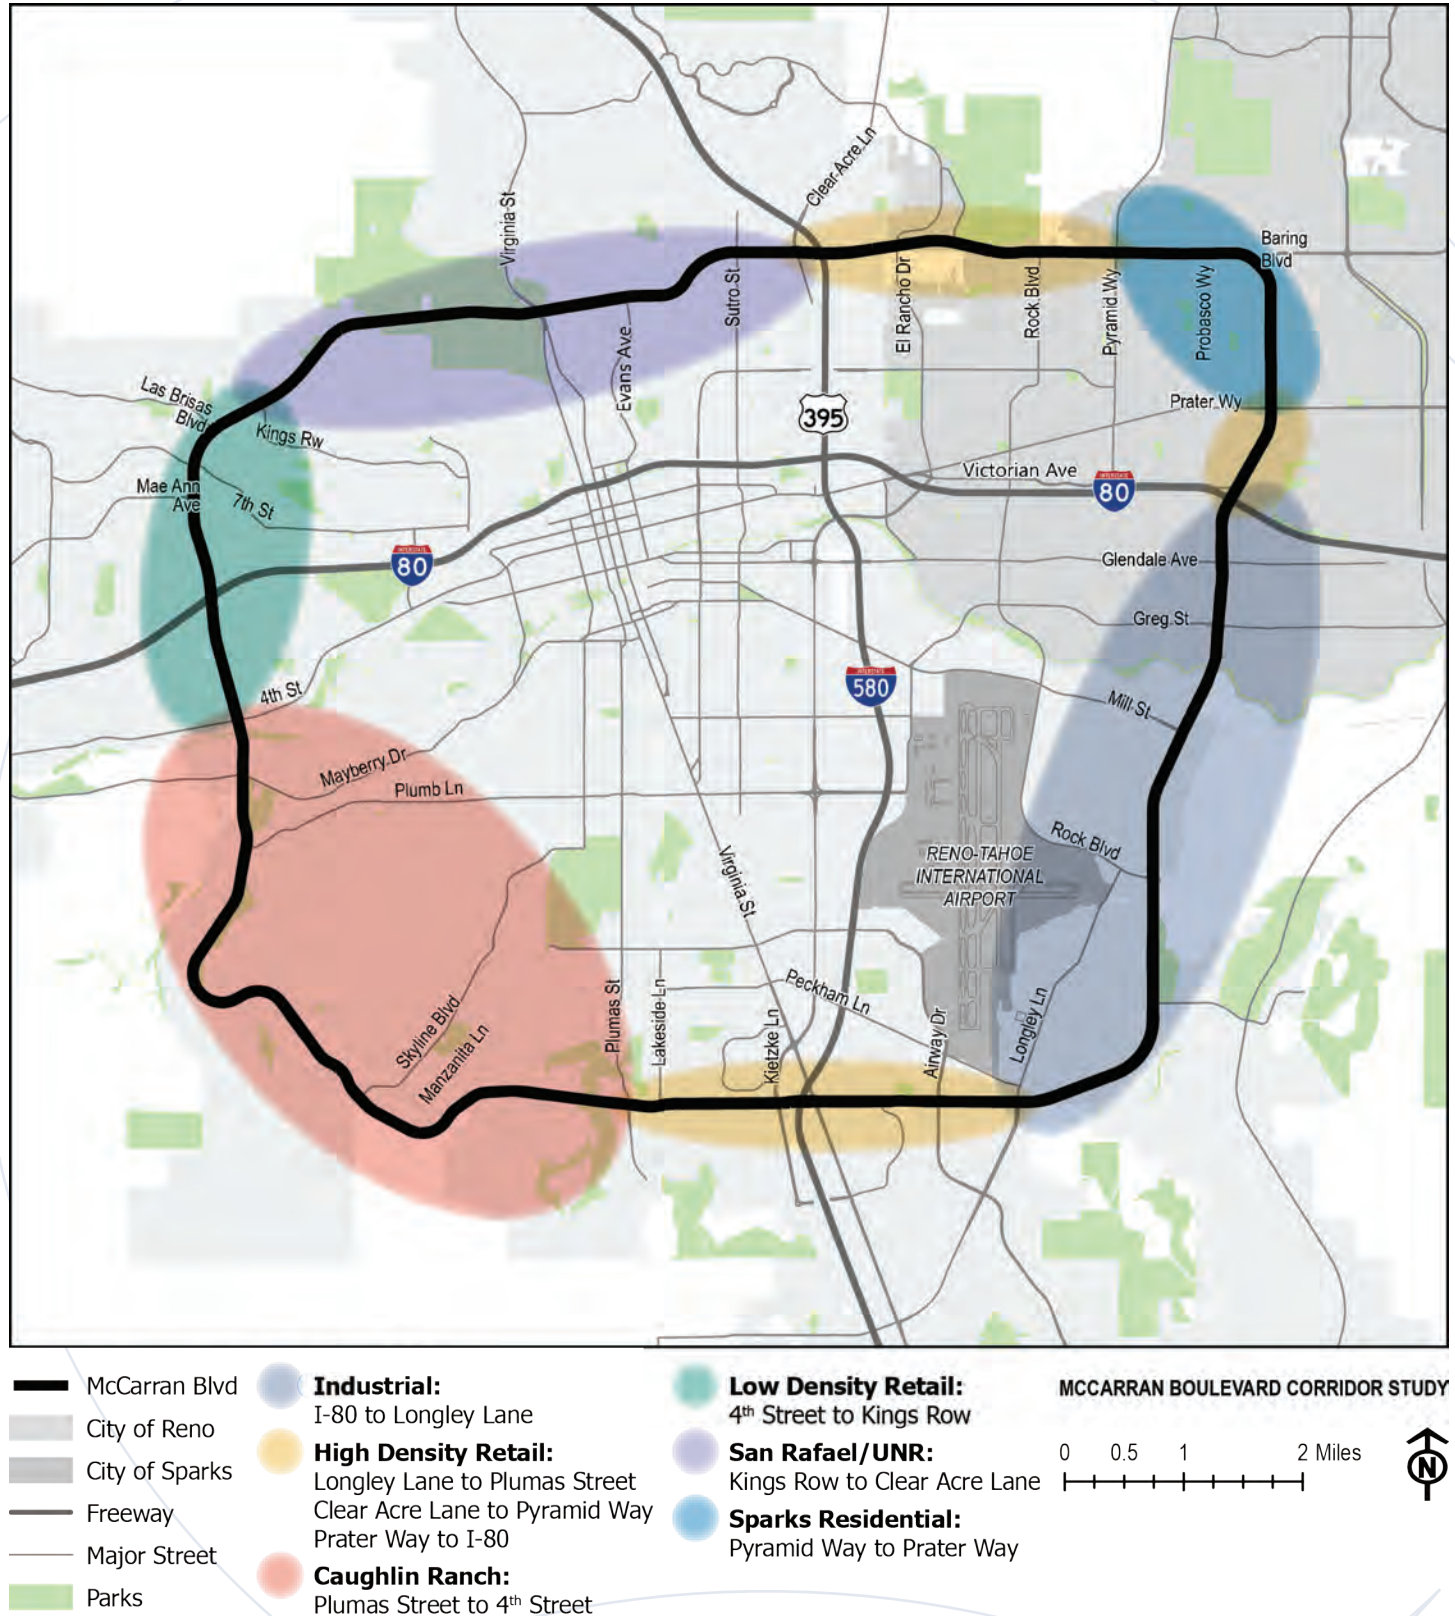 Clear Acre Ln
Virginia St
Baring
Blvd
Sutro St
El Rancho Dr
Rock Blvd
Pyramid Wy
Probasco Wy
Evans Ave
Las Brisas
Blvd
Kings Rw
395
Prater Wy
Mae Ann
Ave
7th St
Victorian Ave
INTERSTATE
80
INTERSTATE
80
Glendale Ave
Greg St
4th St
INTERSTATE
580
Mill St
Mayberry Dr
Plumb Ln
Rock Blvd
RENO-TAHOE
INTERNATIONAL
AIRPORT
Virginia St
Peckham Ln
Skyline Blvd
Manzanita Ln
Plumas St
Lakeside Ln
Kietzke Ln
Airway Dr
Longley Ln
McCarran Blvd
City of Reno
City of Sparks
Freeway
Major Street
Parks
Industrial:
I-80 to Longley Lane
High Density Retail:
Longley Lane to Plumas Street
Clear Acre Lane to Pyramid Way
Prater Way to I-80
Caughlin Ranch:
Plumas Street to 4th Street
Low Density Retail:
4th Street to Kings Row
San Rafael/UNR:
Kings Row to Clear Acre Lane
Sparks Residential:
Pyramid Way to Prater Way
MCCARRAN BOULEVARD CORRIDOR STUDY
0 0.5 1 2 Miles
N